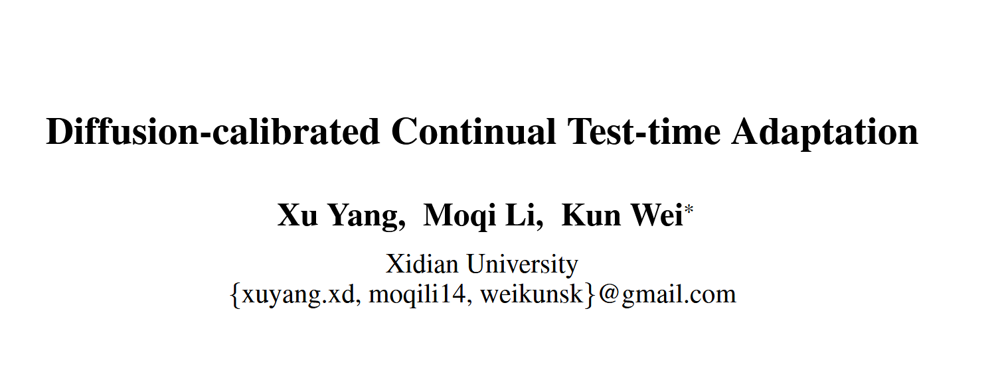 Diffusion-calibrated Continual Test-time Adaptation
Xu Yang, Moqi Li, Kun Wei*
Xidian University
{xuyang.xd, moqili14, weikunsk}@gmail.com